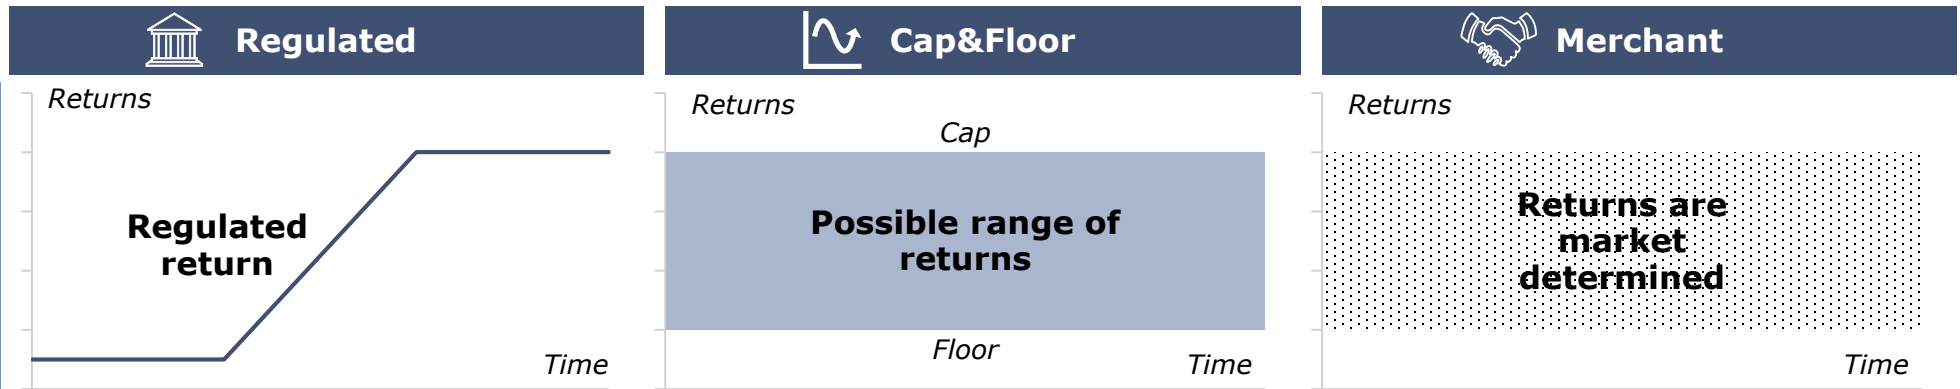 Regulated
Returns
Regulated
return
Time
Cap&Floor
Returns
Cap
Possible range of
returns
Floor
Time
Merchant
Returns
Returns are
market
determined
Time